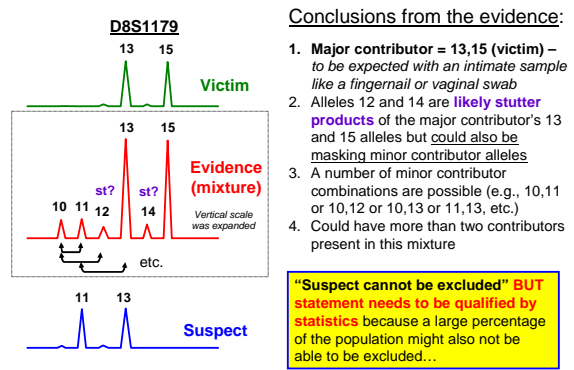 D8S1179
13 15
Victim
13 15
Evidence
(mixture)
st? st?
10 11 12 14
Vertical scale
was expanded
etc.
11 13
Suspect
Conclusions from the evidence:
1. Major contributor = 13,15 (victim) –
to be expected with an intimate sample
like a fingernail or vaginal swab
2. Alleles 12 and 14 are likely stutter
products of the major contributor's 13
and 15 alleles but could also be
masking minor contributor alleles
3. A number of minor contributor
combinations are possible (e.g., 10,11
or 10,12 or 10,13 or 11,13, etc.)
4. Could have more than two contributors
present in this mixture
“Suspect cannot be excluded” BUT
statement needs to be qualified by
statistics because a large percentage
of the population might also not be
able to be excluded…